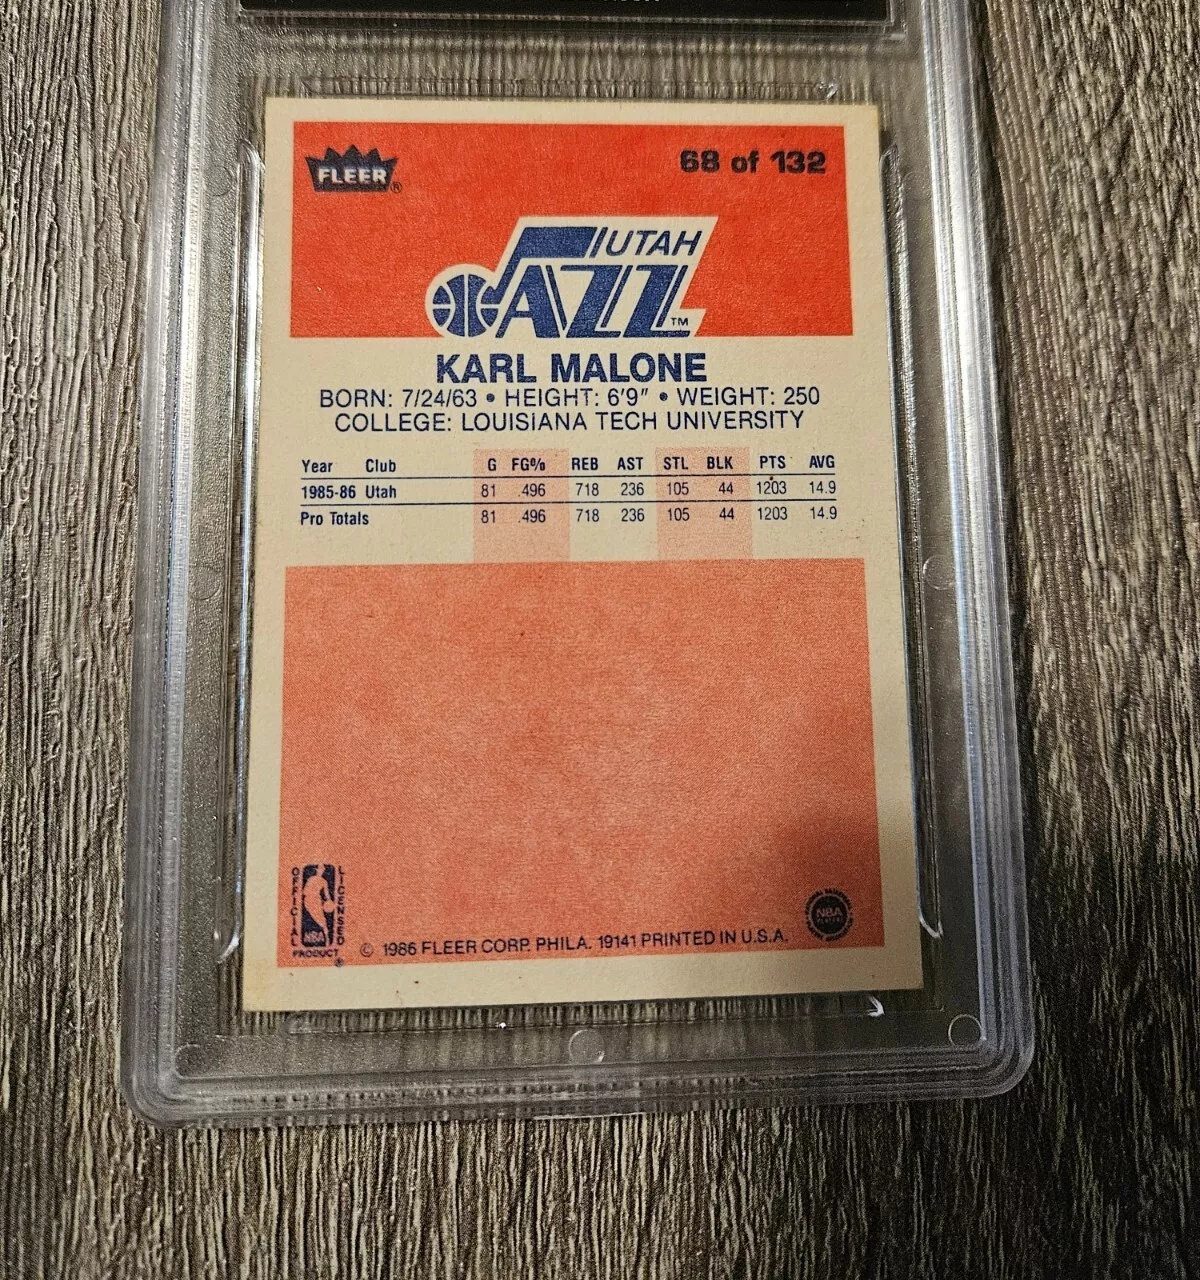 FLEER®
68 of 132
UTAH
JAZZ™
KARL MALONE
BORN: 7/24/63 • HEIGHT: 6'9" • WEIGHT: 250
COLLEGE: LOUISIANA TECH UNIVERSITY
Year Club G FG% REB AST STL BLK PTS AVG
1985-86 Utah 81 .496 718 236 105 44 1203 14.9
Pro Totals 81 .496 718 236 105 44 1203 14.9
OFFICIAL LICENSED
NBA
PRODUCT ®
© 1986 FLEER CORP. PHILA. 19141 PRINTED IN U.S.A.
NBA
PLAYERS